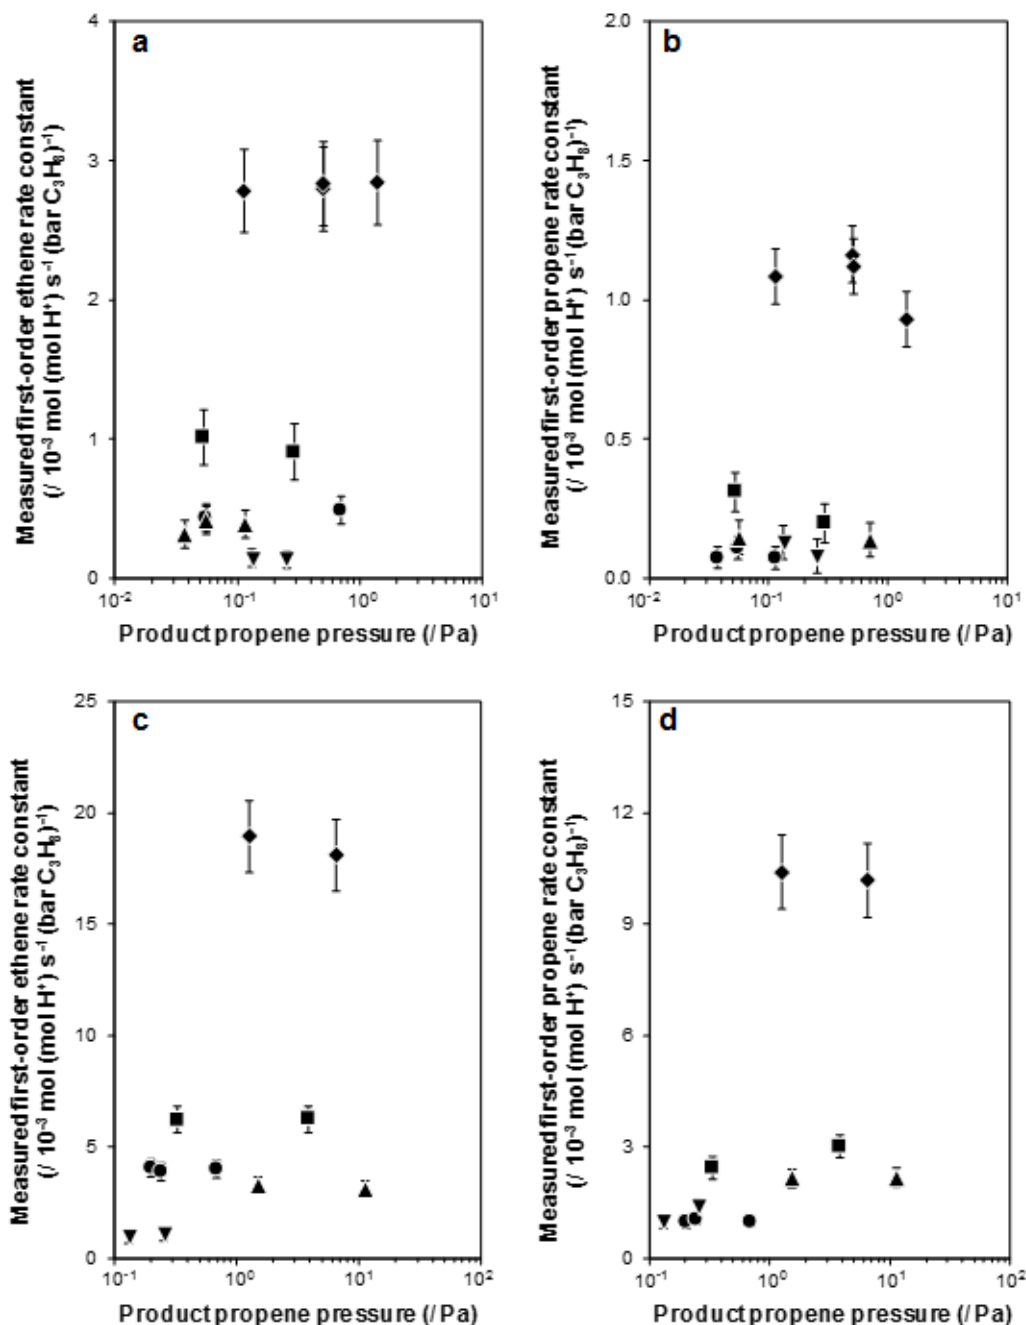 a
Measured first-order ethene rate constant
(/ 10⁻³ mol (mol H⁺) s⁻¹ (bar C₃H₈)⁻¹)
4
3
2
1
0
10⁻² 10⁻¹ 10⁰ 10¹
Product propene pressure (/ Pa)
b
Measured first-order propene rate constant
(/ 10⁻³ mol (mol H⁺) s⁻¹ (bar C₃H₈)⁻¹)
2.0
1.5
1.0
0.5
0.0
10⁻² 10⁻¹ 10⁰ 10¹
Product propene pressure (/ Pa)
c
Measured first-order ethene rate constant
(/ 10⁻³ mol (mol H⁺) s⁻¹ (bar C₃H₈)⁻¹)
25
20
15
10
5
0
10⁻¹ 10⁰ 10¹ 10²
Product propene pressure (/ Pa)
d
Measured first-order propene rate constant
(/ 10⁻³ mol (mol H⁺) s⁻¹ (bar C₃H₈)⁻¹)
15
12
9
6
3
0
10⁻¹ 10⁰ 10¹ 10²
Product propene pressure (/ Pa)